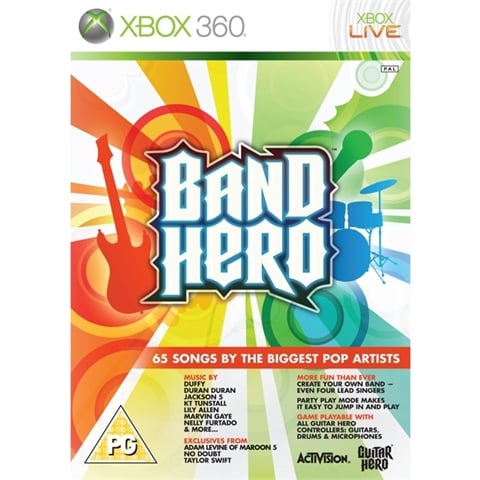 XBOX 360
XBOX
LIVE
PAL
BAND
HERO
TM
65 SONGS BY THE BIGGEST POP ARTISTS
MUSIC BY
DUFFY
DURAN DURAN
JACKSON 5
KT TUNSTALL
LILY ALLEN
MARVIN GAYE
NELLY FURTADO
& MORE...
EXCLUSIVES FROM
ADAM LEVINE OF MAROON 5
NO DOUBT
TAYLOR SWIFT
MORE FUN THAN EVER
CREATE YOUR OWN BAND –
EVEN FOUR LEAD SINGERS
PARTY PLAY MODE MAKES
IT EASY TO JUMP IN AND PLAY
GAME PLAYABLE WITH
ALL GUITAR HERO
CONTROLLERS: GUITARS,
DRUMS & MICROPHONES
PG
ACTIVISION
GUITAR
HERO